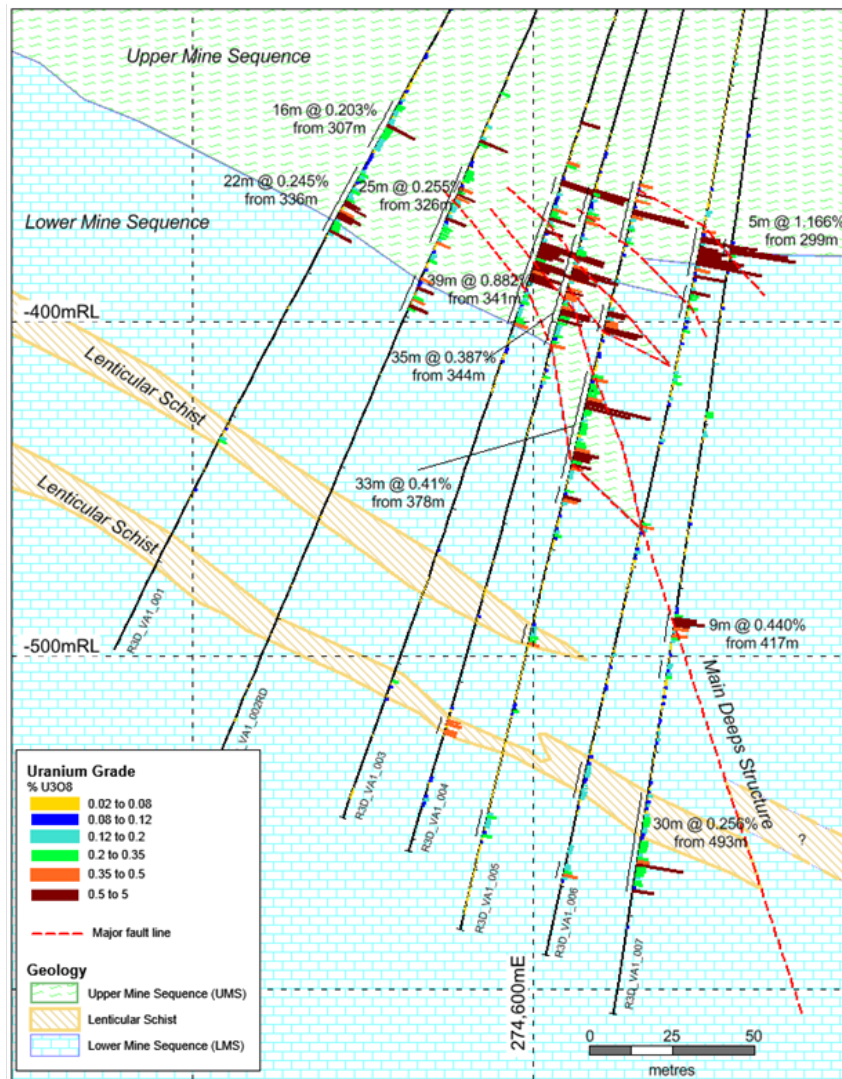 Upper Mine Sequence
16m @ 0.203%
from 307m
22m @ 0.245%
from 336m
25m @ 0.255%
from 326m
Lower Mine Sequence
5m @ 1.166%
from 299m
39m @ 0.882%
from 341m
-400mRL
35m @ 0.387%
from 344m
Lenticular Schist
33m @ 0.41%
from 378m
Lenticular Schist
9m @ 0.440%
from 417m
-500mRL
R3D_VA1_001
Main Deeps Structure
_VA1_002RD
R3D_VA1_003
R3D_VA1_004
30m @ 0.256%
from 493m
?
R3D_VA1_005
R3D_VA1_006
R3D_VA1_007
274,600mE
Uranium Grade
% U3O8
0.02 to 0.08
0.08 to 0.12
0.12 to 0.2
0.2 to 0.35
0.35 to 0.5
0.5 to 5
Major fault line
Geology
Upper Mine Sequence (UMS)
Lenticular Schist
Lower Mine Sequence (LMS)
0 25 50
metres